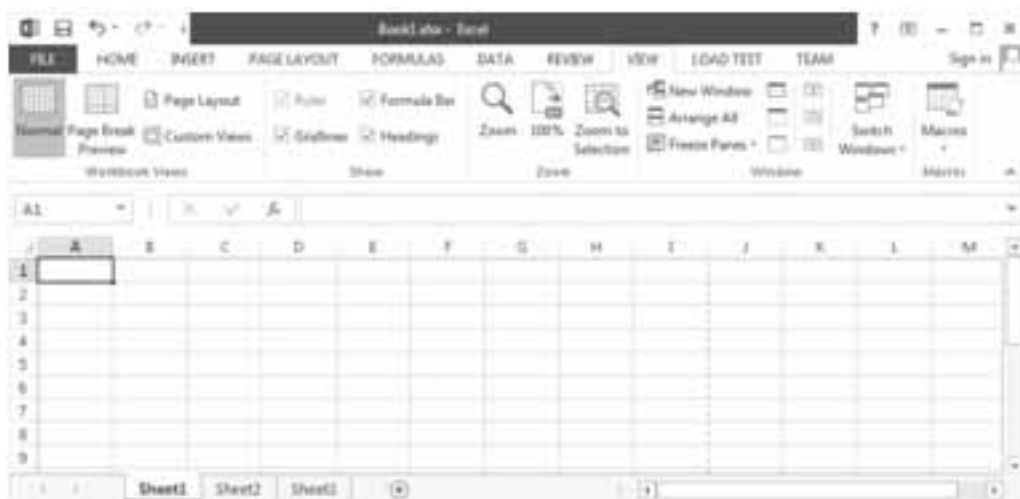 Book1.xlsx - Excel
?
FILE HOME INSERT PAGE LAYOUT FORMULAS DATA REVIEW VIEW LOAD TEST TEAM Sign in
Normal Page Break Preview Page Layout Custom Views
Ruler Formula Bar
Gridlines Headings
Zoom 100% Zoom to Selection
New Window
Arrange All
Freeze Panes
Switch Windows
Macros
Workbook Views Show Zoom Window Macros
A1 fx
A B C D E F G H I J K L M
1
2
3
4
5
6
7
8
9
Sheet1 Sheet2 Sheet3